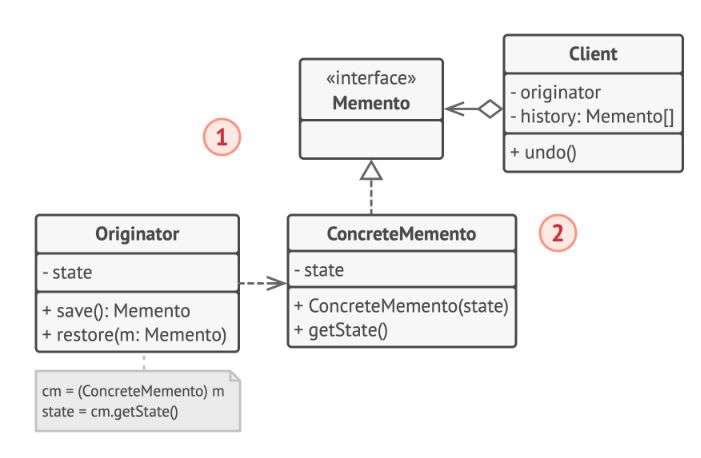 «interface»
Memento
Client
- originator
- history: Memento[]
+ undo()
1
Originator
- state
+ save(): Memento
+ restore(m: Memento)
ConcreteMemento
- state
+ ConcreteMemento(state)
+ getState()
2
cm = (ConcreteMemento) m
state = cm.getState()